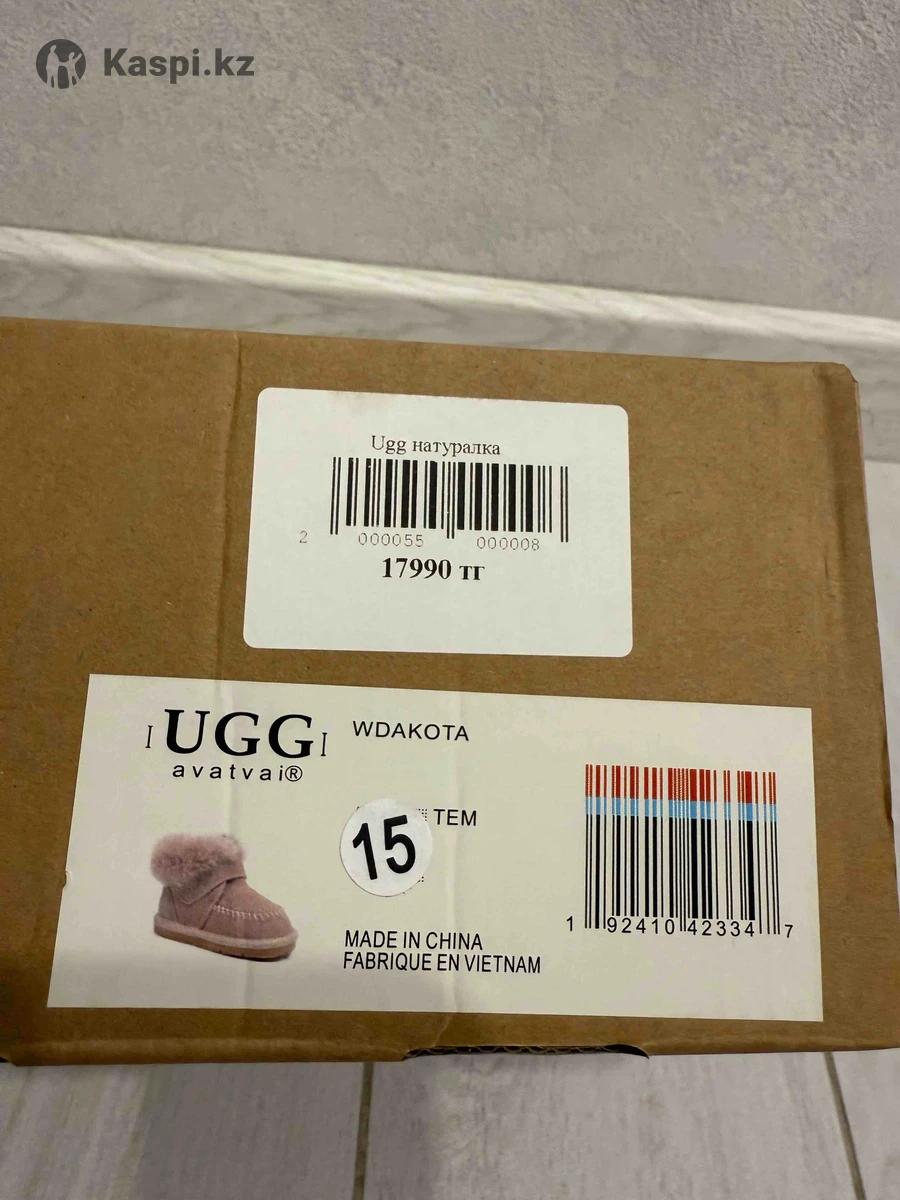 Kaspi.kz
Ugg натуралка
2 000055 000008
17990 тг
UGG
avatvai®
WDAKOTA
TEM
15
MADE IN CHINA
FABRIQUE EN VIETNAM
1 92410 42334 7